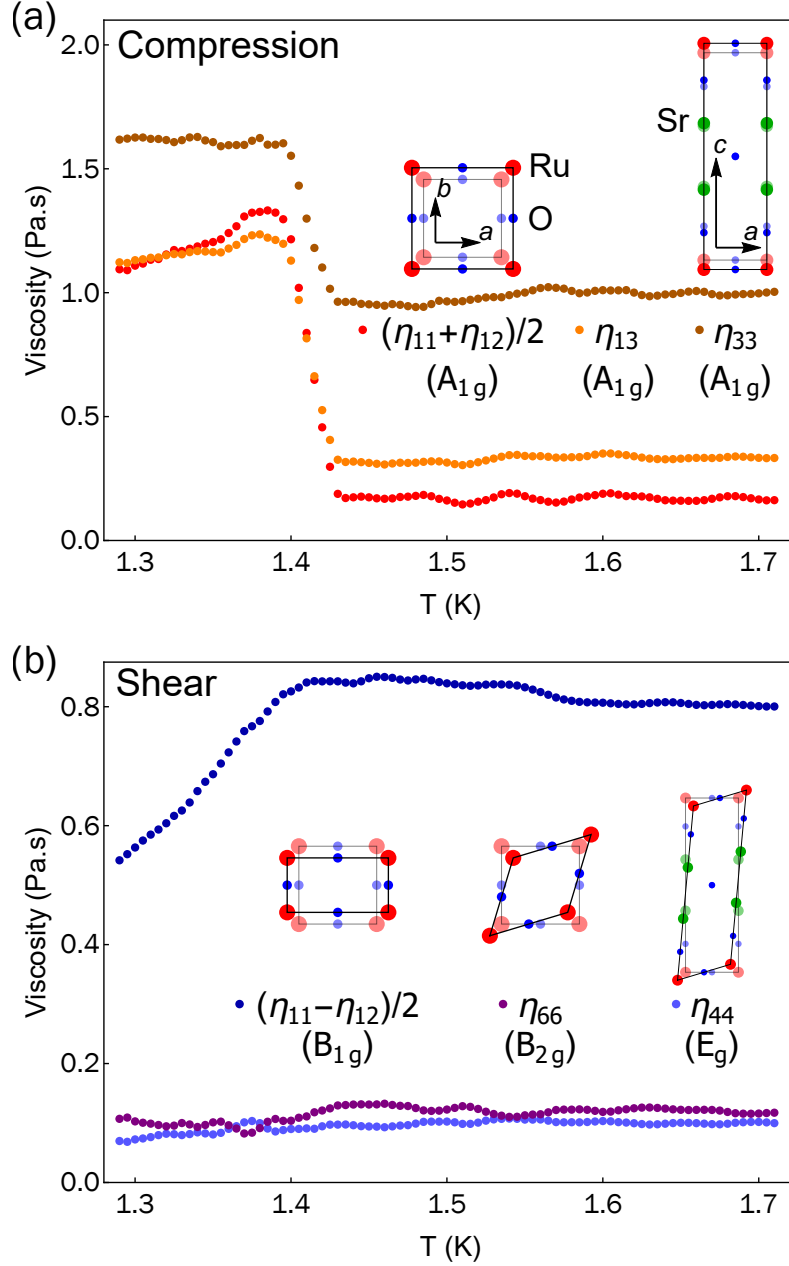 (a)
Compression
2.0
1.5
1.0
0.5
0.0
Viscosity (Pa.s)
Ru
O
b
a
Sr
c
a
(η₁₁+η₁₂)/2
(A₁g)
η₁₃
(A₁g)
η₃₃
(A₁g)
1.3 1.4 1.5 1.6 1.7
T (K)
(b)
Shear
0.8
0.6
0.4
0.2
0.0
Viscosity (Pa.s)
(η₁₁−η₁₂)/2
(B₁g)
η₆₆
(B₂g)
η₄₄
(Eg)
1.3 1.4 1.5 1.6 1.7
T (K)